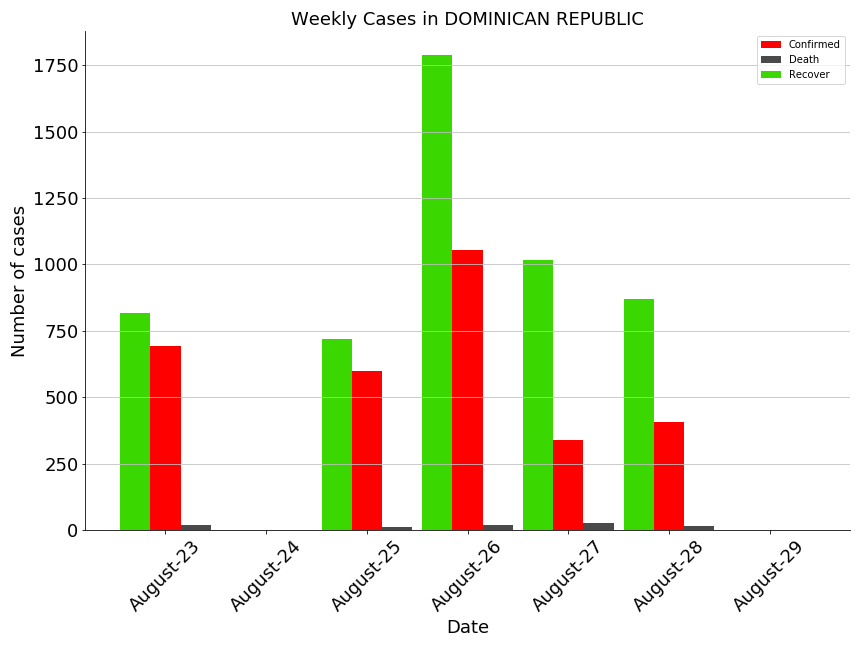 Weekly Cases in DOMINICAN REPUBLIC
Confirmed
Death
Recover
Number of cases
1750
1500
1250
1000
750
500
250
0
August-23
August-24
August-25
August-26
August-27
August-28
August-29
Date